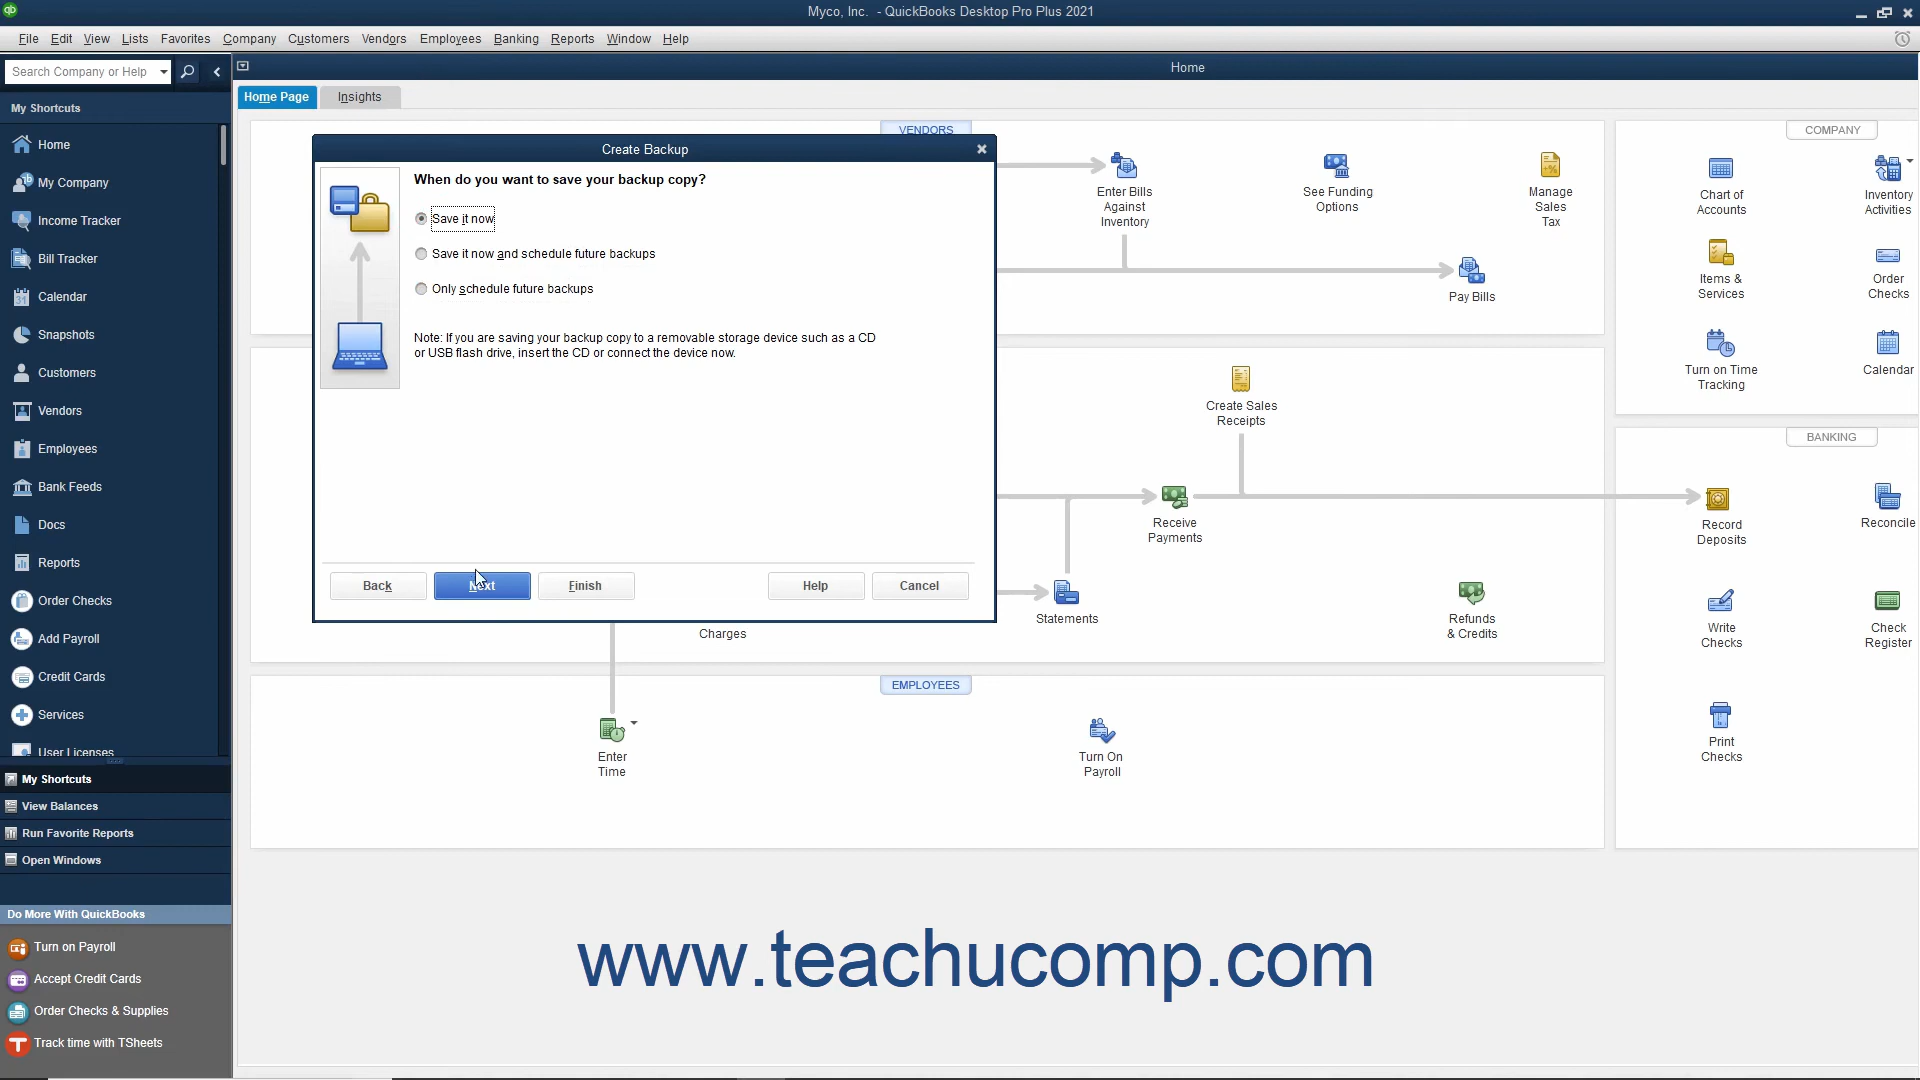 Myco, Inc. - QuickBooks Desktop Pro Plus 2021
File Edit View Lists Favorites Company Customers Vendors Employees Banking Reports Window Help
Search Company or Help
Home
Home Page Insights
My Shortcuts
Home
My Company
Income Tracker
Bill Tracker
Calendar
Snapshots
Customers
Vendors
Employees
Bank Feeds
Docs
Reports
Order Checks
Add Payroll
Credit Cards
Services
User Licenses
My Shortcuts
View Balances
Run Favorite Reports
Open Windows
Do More With QuickBooks
Turn on Payroll
Accept Credit Cards
Order Checks & Supplies
Track time with TSheets
VENDORS
Create Backup
When do you want to save your backup copy?
Save it now
Save it now and schedule future backups
Only schedule future backups
Note: If you are saving your backup copy to a removable storage device such as a CD
or USB flash drive, insert the CD or connect the device now.
Back Next Finish Help Cancel
Enter Bills
Against
Inventory
See Funding
Options
Manage
Sales
Tax
Pay Bills
Create Sales
Receipts
Receive
Payments
Charges
Statements
Refunds
& Credits
EMPLOYEES
Enter
Time
Turn On
Payroll
COMPANY
Chart of
Accounts
Inventory
Activities
Items &
Services
Order
Checks
Turn on Time
Tracking
Calendar
BANKING
Record
Deposits
Reconcile
Write
Checks
Check
Register
Print
Checks
www.teachucomp.com